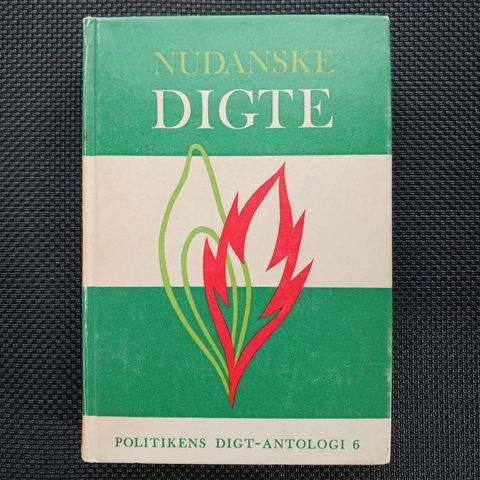 NUDANSKE
DIGTE
POLITIKENS DIGT-ANTOLOGI 6